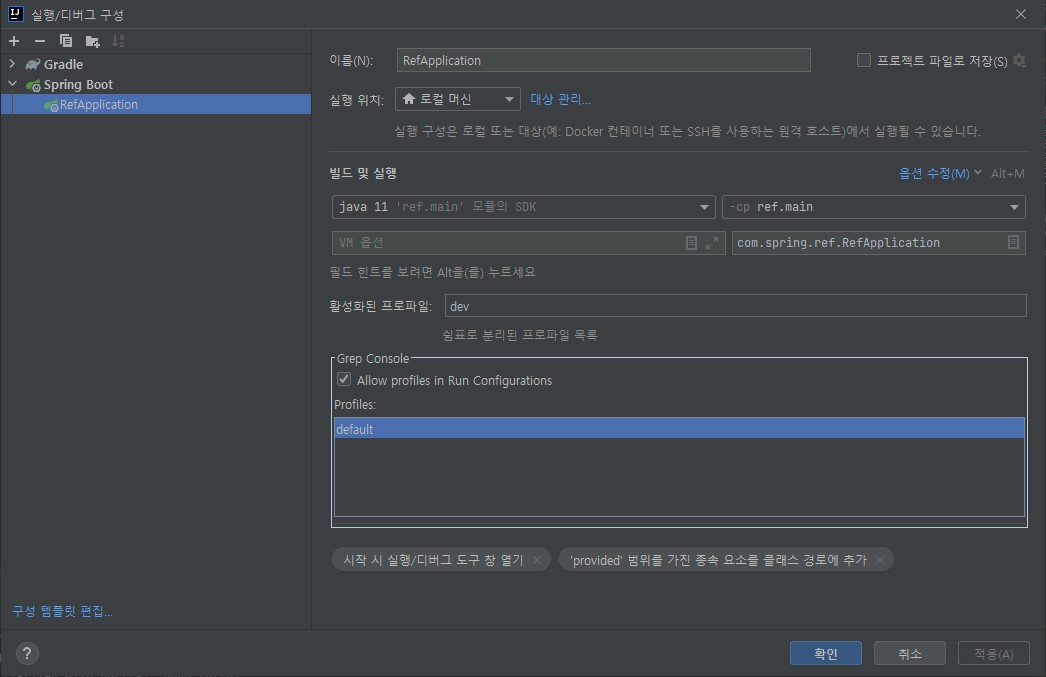 실행/디버그 구성
Gradle
Spring Boot
RefApplication
구성 템플릿 편집...
이름(N): RefApplication 프로젝트 파일로 저장(S)
실행 위치: 로컬 머신 대상 관리...
실행 구성은 로컬 또는 대상(예: Docker 컨테이너 또는 SSH를 사용하는 원격 호스트)에서 실행될 수 있습니다.
빌드 및 실행 옵션 수정(M) Alt+M
java 11 'ref.main' 모듈의 SDK -cp ref.main
VM 옵션 com.spring.ref.RefApplication
필드 힌트를 보려면 Alt을(를) 누르세요
활성화된 프로파일: dev
쉼표로 분리된 프로파일 목록
Grep Console
Allow profiles in Run Configurations
Profiles:
default
시작 시 실행/디버그 도구 창 열기 × 'provided' 범위를 가진 종속 요소를 클래스 경로에 추가 ×
? 확인 취소 적용(A)